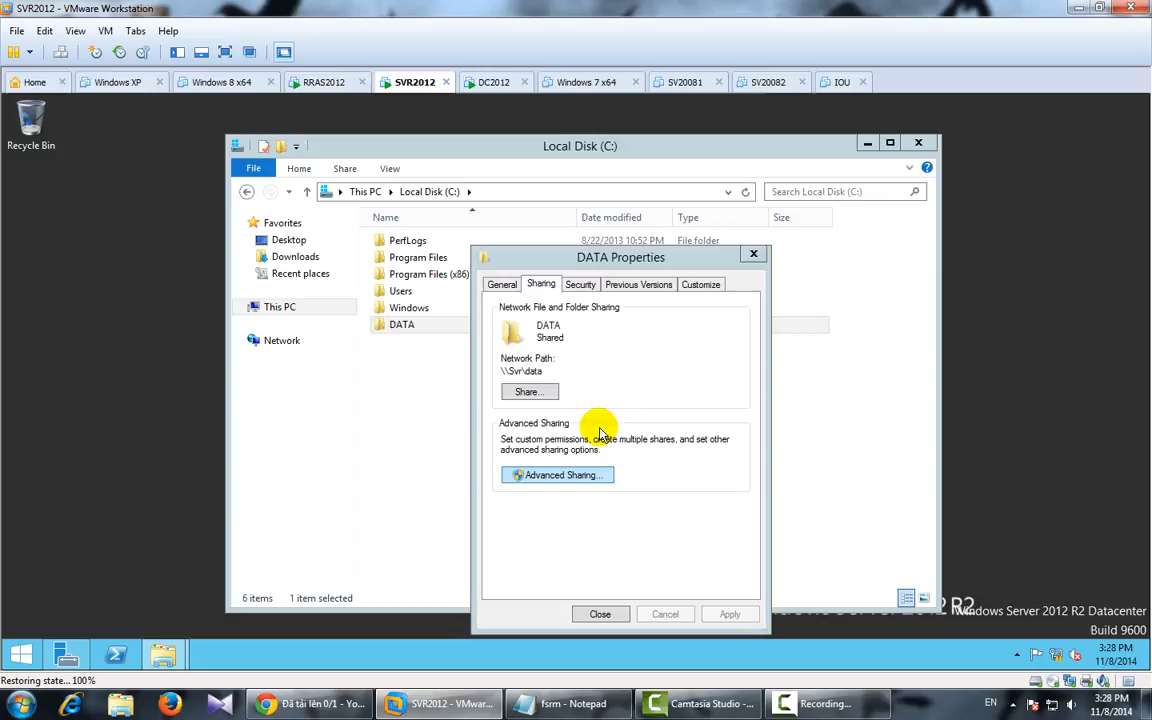 SVR2012 - VMware Workstation
File Edit View VM Tabs Help
Home Windows XP Windows 8 x64 RRAS2012 SVR2012 DC2012 Windows 7 x64 SV20081 SV20082 IOU
Recycle Bin
Local Disk (C:)
File Home Share View
This PC Local Disk (C:) Search Local Disk (C:)
Favorites
Desktop
Downloads
Recent places
This PC
Network
Name Date modified Type Size
PerfLogs 8/22/2013 10:52 PM File folder
Program Files
Program Files (x86)
Users
Windows
DATA
DATA Properties
General Sharing Security Previous Versions Customize
Network File and Folder Sharing
DATA
Shared
Network Path:
\\Svr\data
Share...
Advanced Sharing
Set custom permissions, create multiple shares, and set other
advanced sharing options.
Advanced Sharing...
Close Cancel Apply
6 items 1 item selected
Windows Server 2012 R2 Datacenter
Build 9600
3:28 PM
11/8/2014
Restoring state... 100%
Đã tải lên 0/1 - Yo... SVR2012 - VMwar... fsrm - Notepad Camtasia Studio -... Recording...
EN
3:28 PM
11/8/2014